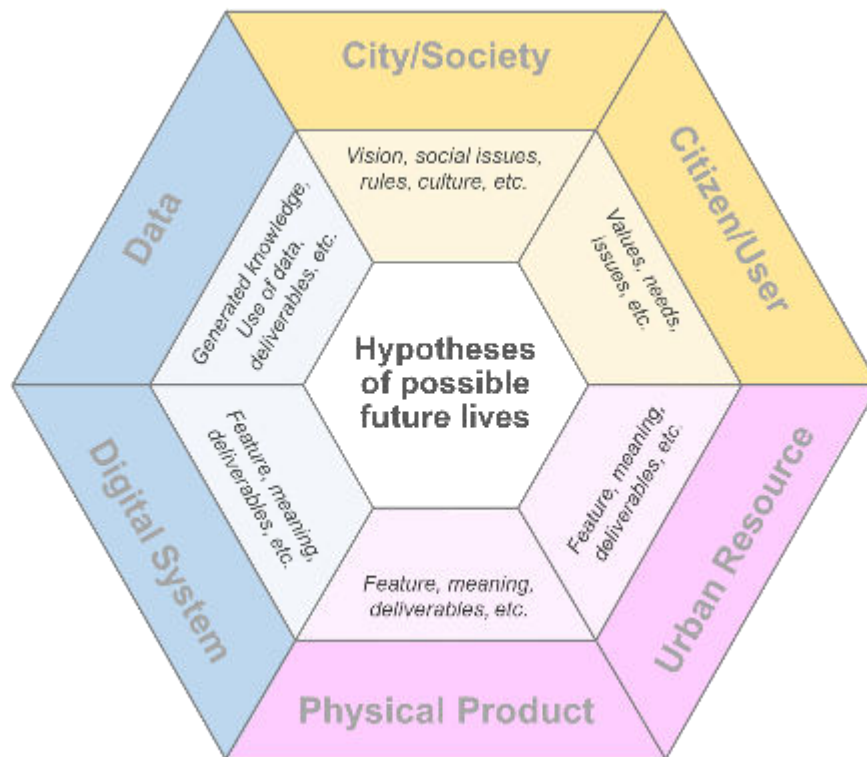 City/Society
Vision, social issues,
rules, culture, etc.
Citizen/User
Values, needs,
issues, etc.
Urban Resource
Feature, meaning,
deliverables, etc.
Physical Product
Feature, meaning,
deliverables, etc.
Digital System
Feature, meaning,
deliverables, etc.
Data
Generated knowledge,
Use of data,
deliverables, etc.
Hypotheses
of possible
future lives